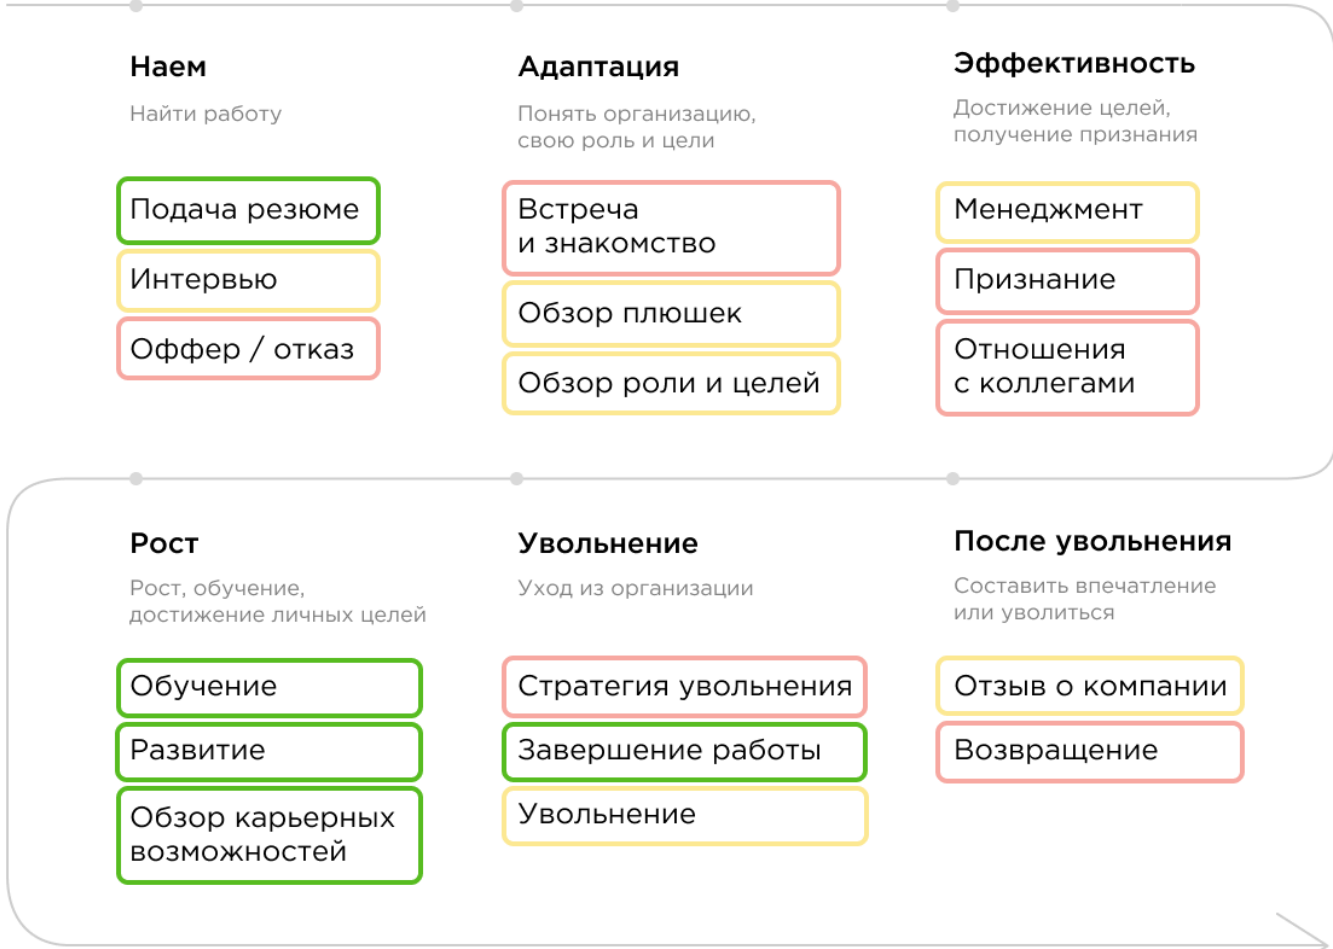 Наем
Найти работу
Подача резюме
Интервью
Оффер / отказ
Адаптация
Понять организацию,
свою роль и цели
Встреча
и знакомство
Обзор плюшек
Обзор роли и целей
Эффективность
Достижение целей,
получение признания
Менеджмент
Признание
Отношения
с коллегами
Рост
Рост, обучение,
достижение личных целей
Обучение
Развитие
Обзор карьерных
возможностей
Увольнение
Уход из организации
Стратегия увольнения
Завершение работы
Увольнение
После увольнения
Составить впечатление
или уволиться
Отзыв о компании
Возвращение